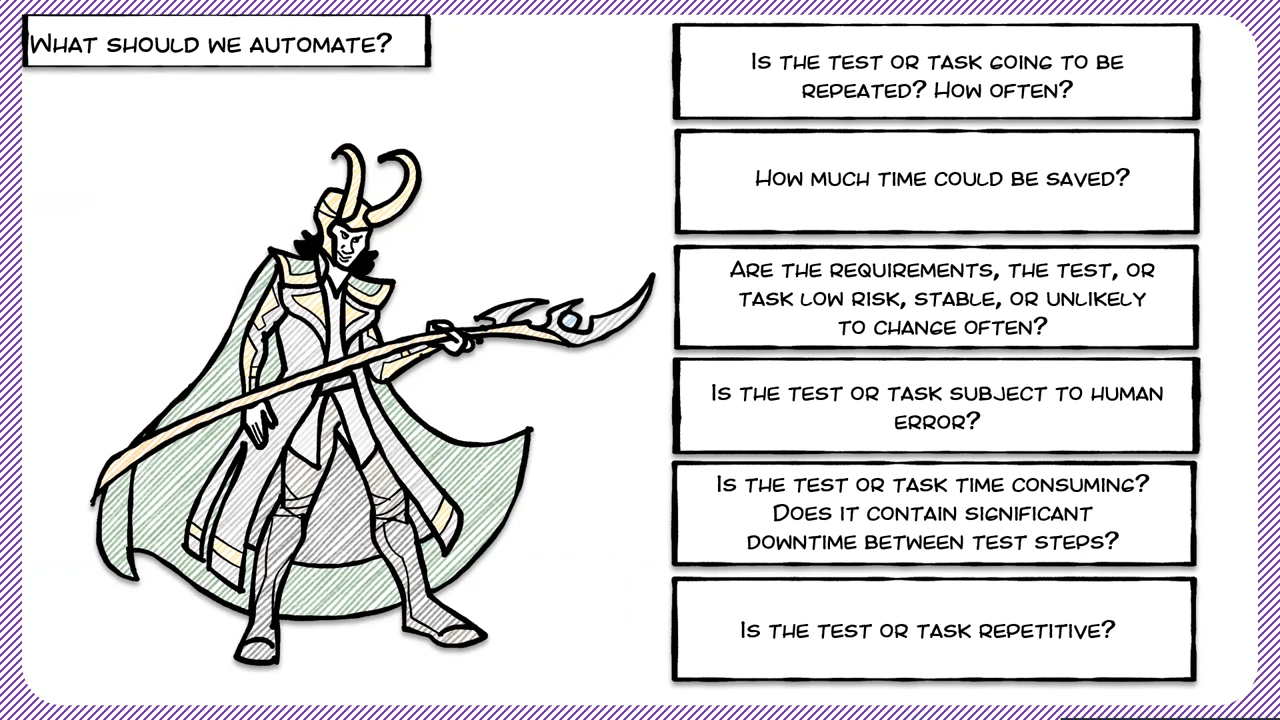 What should we automate?
Is the test or task going to be
repeated? How often?
How much time could be saved?
Are the requirements, the test, or
task low risk, stable, or unlikely
to change often?
Is the test or task subject to human
error?
Is the test or task time consuming?
Does it contain significant
downtime between test steps?
Is the test or task repetitive?